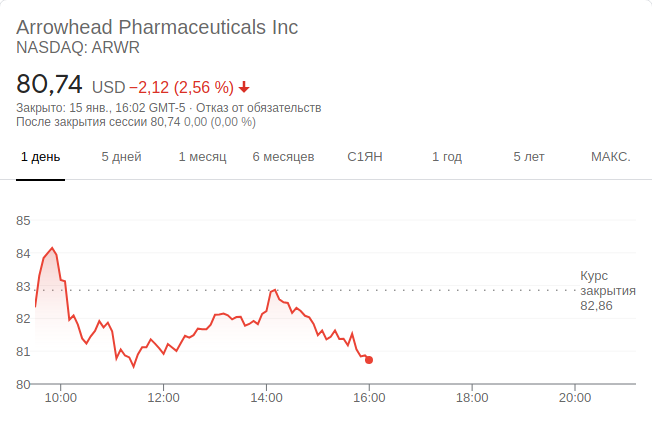 Arrowhead Pharmaceuticals Inc
NASDAQ: ARWR
80,74 USD −2,12 (2,56 %)
Закрыто: 15 янв., 16:02 GMT-5 · Отказ от обязательств
После закрытия сессии 80,74 0,00 (0,00 %)
1 день 5 дней 1 месяц 6 месяцев С1ЯН 1 год 5 лет МАКС.
85
84
83
82
81
80
Курс
закрытия
82,86
10:00 12:00 14:00 16:00 18:00 20:00